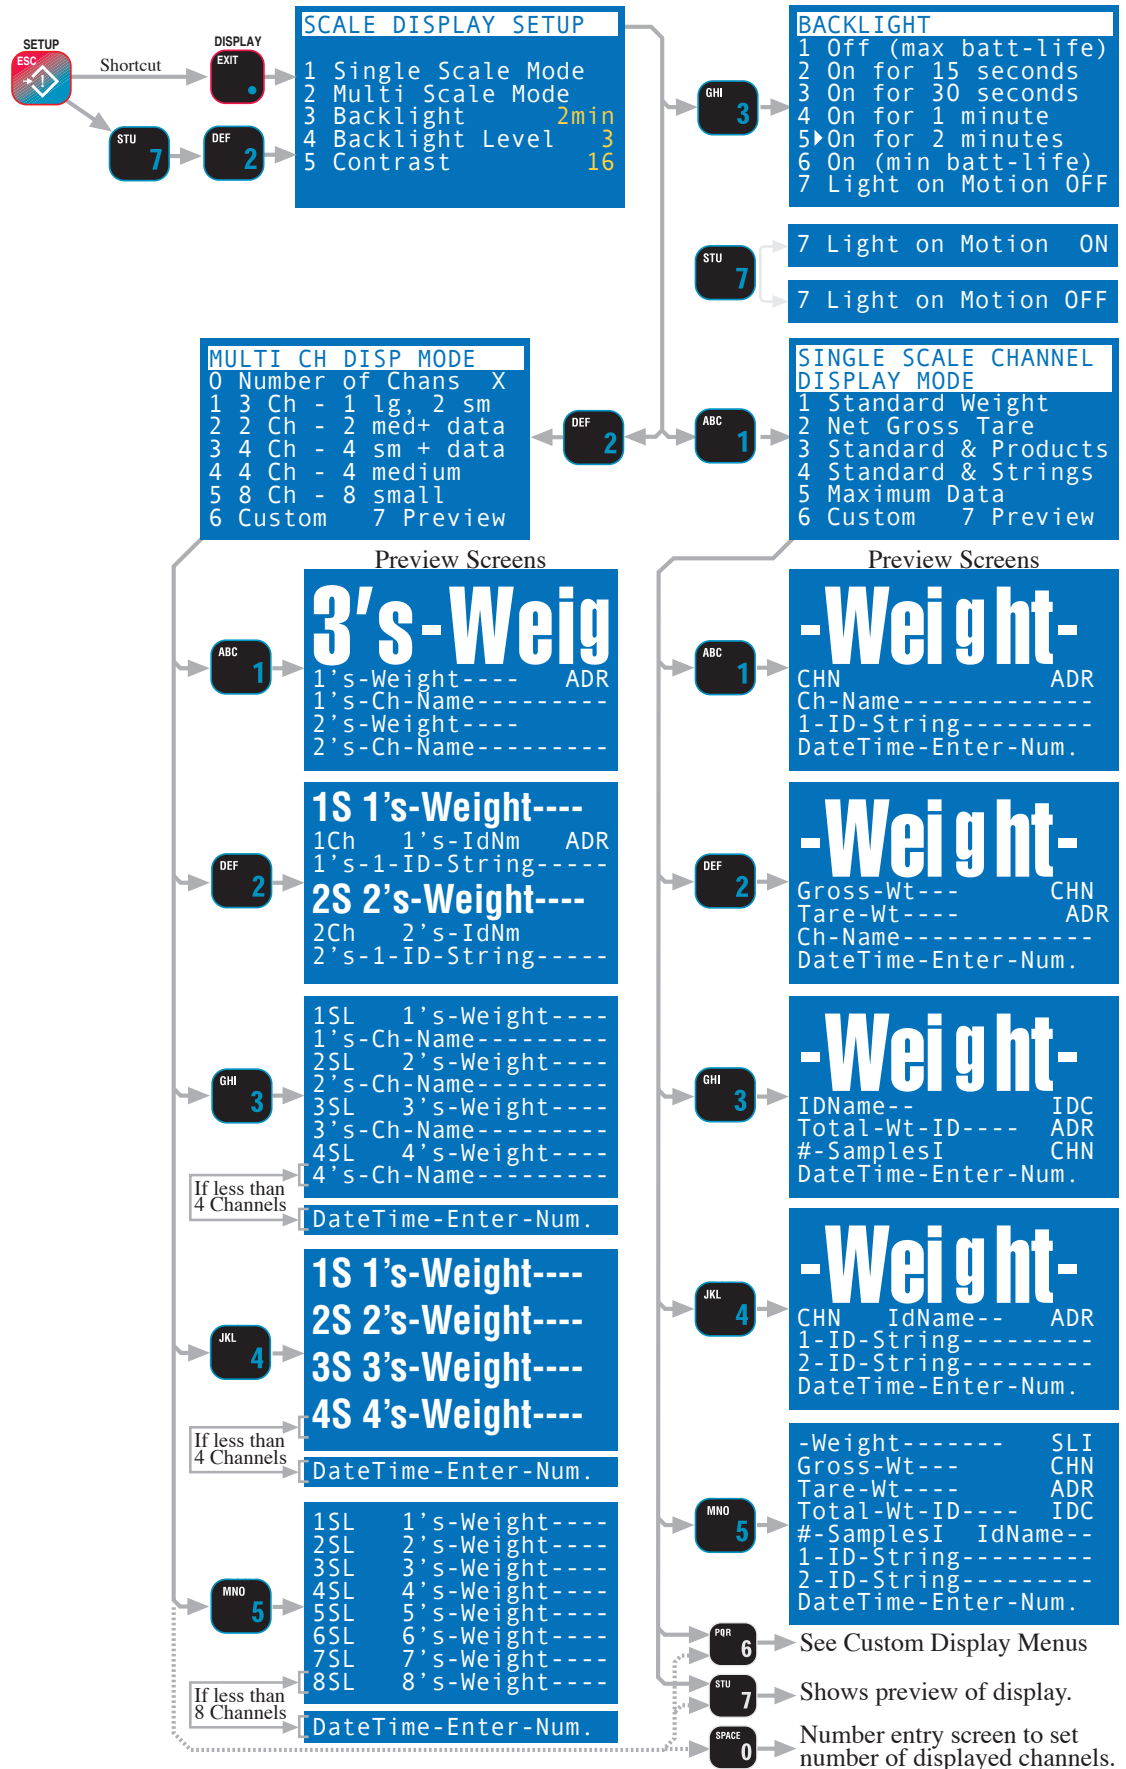 SETUP
ESC
Shortcut
DISPLAY
EXIT
STU
7
DEF
2
SCALE DISPLAY SETUP
1 Single Scale Mode
2 Multi Scale Mode
3 Backlight 2min
4 Backlight Level 3
5 Contrast 16
GHI
3
BACKLIGHT
1 Off (max batt-life)
2 On for 15 seconds
3 On for 30 seconds
4 On for 1 minute
5▸On for 2 minutes
6 On (min batt-life)
7 Light on Motion OFF
STU
7
7 Light on Motion ON
7 Light on Motion OFF
MULTI CH DISP MODE
0 Number of Chans X
1 3 Ch - 1 lg, 2 sm
2 2 Ch - 2 med+ data
3 4 Ch - 4 sm + data
4 4 Ch - 4 medium
5 8 Ch - 8 small
6 Custom 7 Preview
DEF
2
ABC
1
SINGLE SCALE CHANNEL
DISPLAY MODE
1 Standard Weight
2 Net Gross Tare
3 Standard & Products
4 Standard & Strings
5 Maximum Data
6 Custom 7 Preview
Preview Screens
ABC
1
3's-Weig
1's-Weight---- ADR
1's-Ch-Name---------
2's-Weight----
2's-Ch-Name---------
DEF
2
1S 1's-Weight----
1Ch 1's-IdNm ADR
1's-1-ID-String-----
2S 2's-Weight----
2Ch 2's-IdNm
2's-1-ID-String-----
GHI
3
1SL 1's-Weight----
1's-Ch-Name---------
2SL 2's-Weight----
2's-Ch-Name---------
3SL 3's-Weight----
3's-Ch-Name---------
4SL 4's-Weight----
4's-Ch-Name---------
If less than
4 Channels
DateTime-Enter-Num.
JKL
4
1S 1's-Weight----
2S 2's-Weight----
3S 3's-Weight----
4S 4's-Weight----
If less than
4 Channels
DateTime-Enter-Num.
MNO
5
1SL 1's-Weight----
2SL 2's-Weight----
3SL 3's-Weight----
4SL 4's-Weight----
5SL 5's-Weight----
6SL 6's-Weight----
7SL 7's-Weight----
8SL 8's-Weight----
If less than
8 Channels
DateTime-Enter-Num.
Preview Screens
ABC
1
-Weight-
CHN ADR
Ch-Name-------------
1-ID-String---------
DateTime-Enter-Num.
DEF
2
-Weight-
Gross-Wt--- CHN
Tare-Wt---- ADR
Ch-Name-------------
DateTime-Enter-Num.
GHI
3
-Weight-
IDName-- IDC
Total-Wt-ID---- ADR
#-SamplesI CHN
DateTime-Enter-Num.
JKL
4
-Weight-
CHN IdName-- ADR
1-ID-String---------
2-ID-String---------
DateTime-Enter-Num.
MNO
5
-Weight------- SLI
Gross-Wt--- CHN
Tare-Wt---- ADR
Total-Wt-ID---- IDC
#-SamplesI IdName--
1-ID-String---------
2-ID-String---------
DateTime-Enter-Num.
PQR
6
See Custom Display Menus
STU
7
Shows preview of display.
SPACE
0
Number entry screen to set
number of displayed channels.